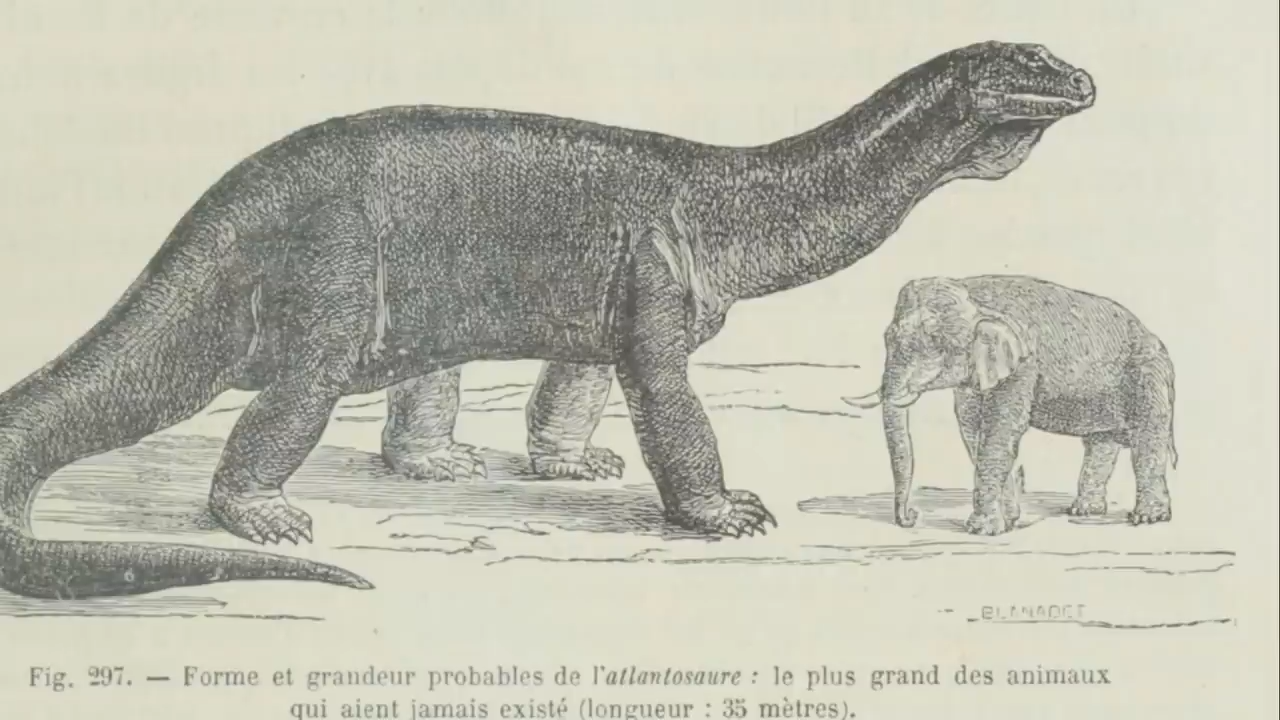 BLANADET
Fig. 297. — Forme et grandeur probables de l'atlantosaure : le plus grand des animaux
qui aient jamais existé (longueur : 35 mètres).